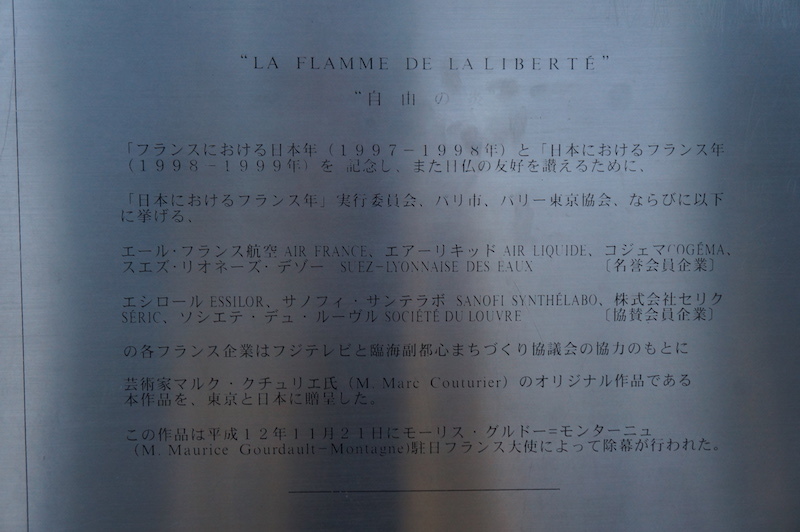 “LA FLAMME DE LA LIBERTÉ”
“自由の
「フランスにおける日本年（１９９７－１９９８年）と「日本におけるフランス年
（１９９８－１９９９年）を 記念し、また日仏の友好を讃えるために、
「日本におけるフランス年」実行委員会、パリ市、パリー東京協会、ならびに以下
に挙げる、
エール・フランス航空 AIR FRANCE、エアーリキッド AIR LIQUIDE、コジェマCOGÉMA、
スエズ・リオネーズ・デゾー SUEZ-LYONNAISE DES EAUX 〔名誉会員企業〕
エシロール ESSILOR、サノフィ・サンテラボ SANOFI SYNTHÉLABO、株式会社セリク
SÉRIC、ソシエテ・デュ・ルーヴル SOCIÉTÉ DU LOUVRE 〔協賛会員企業〕
の各フランス企業はフジテレビと臨海副都心まちづくり協議会の協力のもとに
芸術家マルク・クチュリエ氏（M. Marc Couturier）のオリジナル作品である
本作品を、東京と日本に贈呈した。
この作品は平成１２年１１月２１日にモーリス・グルドー=モンターニュ
（M. Maurice Gourdault-Montagne)駐日フランス大使によって除幕が行われた。